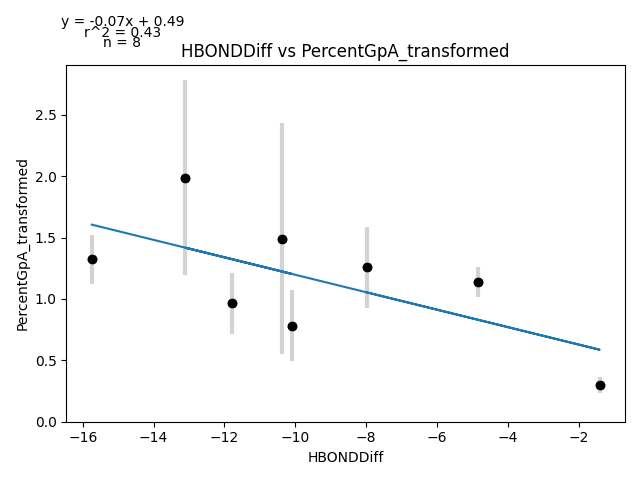 y = -0.07x + 0.49
r^2 = 0.43
n = 8
HBONDDiff vs PercentGpA_transformed
PercentGpA_transformed
2.5
2.0
1.5
1.0
0.5
0.0
−16
−14
−12
−10
−8
−6
−4
−2
HBONDDiff